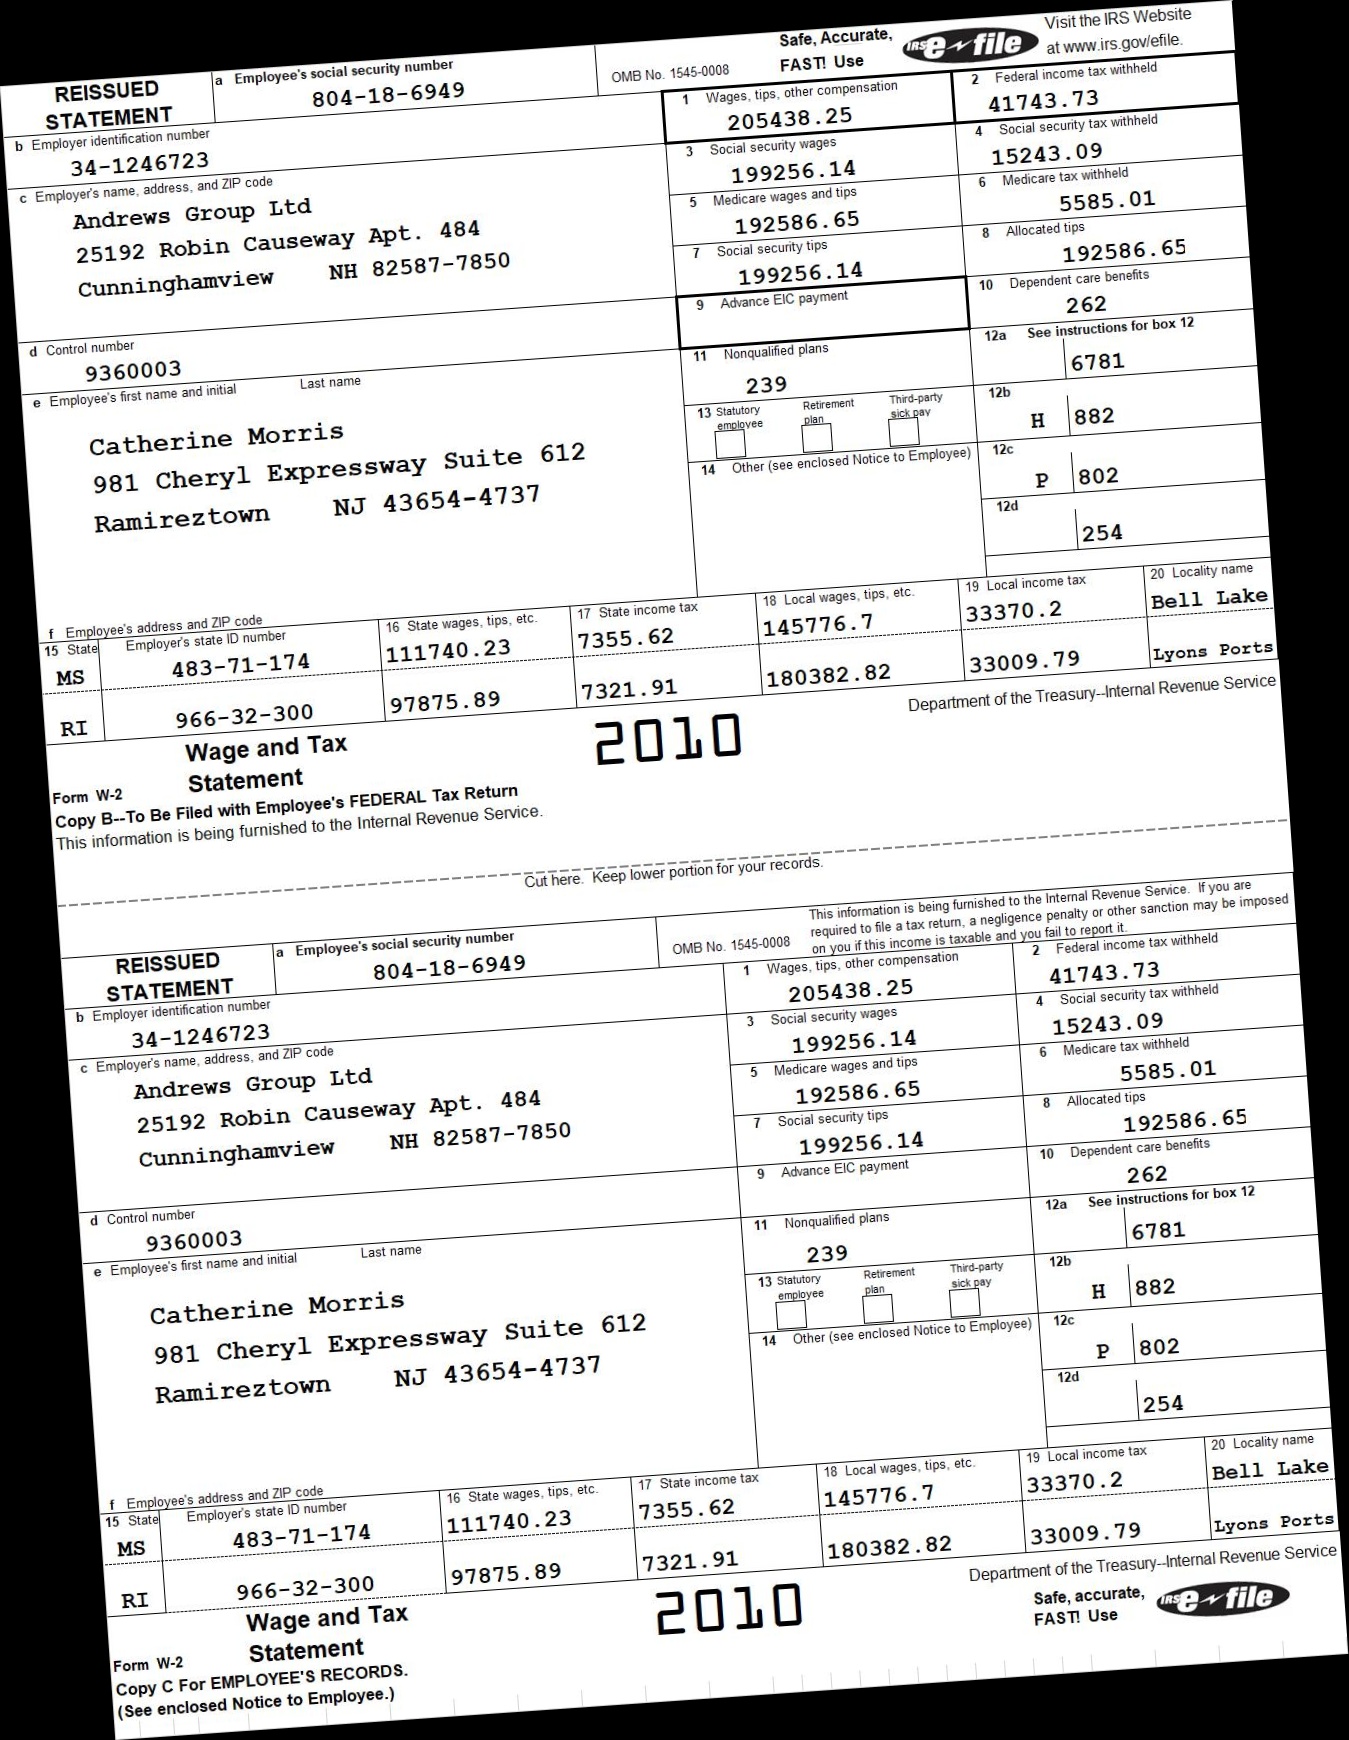 Safe, Accurate, FAST! Use IRS e-file Visit the IRS Website at www.irs.gov/efile.
REISSUED STATEMENT
a Employee's social security number
804-18-6949
OMB No. 1545-0008
1 Wages, tips, other compensation
205438.25
2 Federal income tax withheld
41743.73
b Employer identification number
34-1246723
3 Social security wages
199256.14
4 Social security tax withheld
15243.09
c Employer's name, address, and ZIP code
Andrews Group Ltd
25192 Robin Causeway Apt. 484
Cunninghamview NH 82587-7850
5 Medicare wages and tips
192586.65
6 Medicare tax withheld
5585.01
7 Social security tips
199256.14
8 Allocated tips
192586.65
9 Advance EIC payment
10 Dependent care benefits
262
d Control number
9360003
11 Nonqualified plans
239
12a See instructions for box 12
6781
e Employee's first name and initial Last name
Catherine Morris
981 Cheryl Expressway Suite 612
Ramireztown NJ 43654-4737
13 Statutory employee Retirement plan Third-party sick pay
12b
H 882
14 Other (see enclosed Notice to Employee)
12c
P 802
12d
254
f Employee's address and ZIP code
15 State Employer's state ID number 16 State wages, tips, etc. 17 State income tax 18 Local wages, tips, etc. 19 Local income tax 20 Locality name
MS 483-71-174 111740.23 7355.62 145776.7 33370.2 Bell Lake
RI 966-32-300 97875.89 7321.91 180382.82 33009.79 Lyons Ports
Wage and Tax
Form W-2 Statement
2010
Department of the Treasury--Internal Revenue Service
Copy B--To Be Filed with Employee's FEDERAL Tax Return
This information is being furnished to the Internal Revenue Service.
Cut here. Keep lower portion for your records.
This information is being furnished to the Internal Revenue Service. If you are
required to file a tax return, a negligence penalty or other sanction may be imposed
on you if this income is taxable and you fail to report it.
REISSUED STATEMENT
a Employee's social security number
804-18-6949
OMB No. 1545-0008
1 Wages, tips, other compensation
205438.25
2 Federal income tax withheld
41743.73
b Employer identification number
34-1246723
3 Social security wages
199256.14
4 Social security tax withheld
15243.09
c Employer's name, address, and ZIP code
Andrews Group Ltd
25192 Robin Causeway Apt. 484
Cunninghamview NH 82587-7850
5 Medicare wages and tips
192586.65
6 Medicare tax withheld
5585.01
7 Social security tips
199256.14
8 Allocated tips
192586.65
9 Advance EIC payment
10 Dependent care benefits
262
d Control number
9360003
11 Nonqualified plans
239
12a See instructions for box 12
6781
e Employee's first name and initial Last name
Catherine Morris
981 Cheryl Expressway Suite 612
Ramireztown NJ 43654-4737
13 Statutory employee Retirement plan Third-party sick pay
12b
H 882
14 Other (see enclosed Notice to Employee)
12c
P 802
12d
254
f Employee's address and ZIP code
15 State Employer's state ID number 16 State wages, tips, etc. 17 State income tax 18 Local wages, tips, etc. 19 Local income tax 20 Locality name
MS 483-71-174 111740.23 7355.62 145776.7 33370.2 Bell Lake
RI 966-32-300 97875.89 7321.91 180382.82 33009.79 Lyons Ports
Wage and Tax
Form W-2 Statement
2010
Department of the Treasury--Internal Revenue Service
Safe, accurate, FAST! Use IRS e-file
Copy C For EMPLOYEE'S RECORDS.
(See enclosed Notice to Employee.)